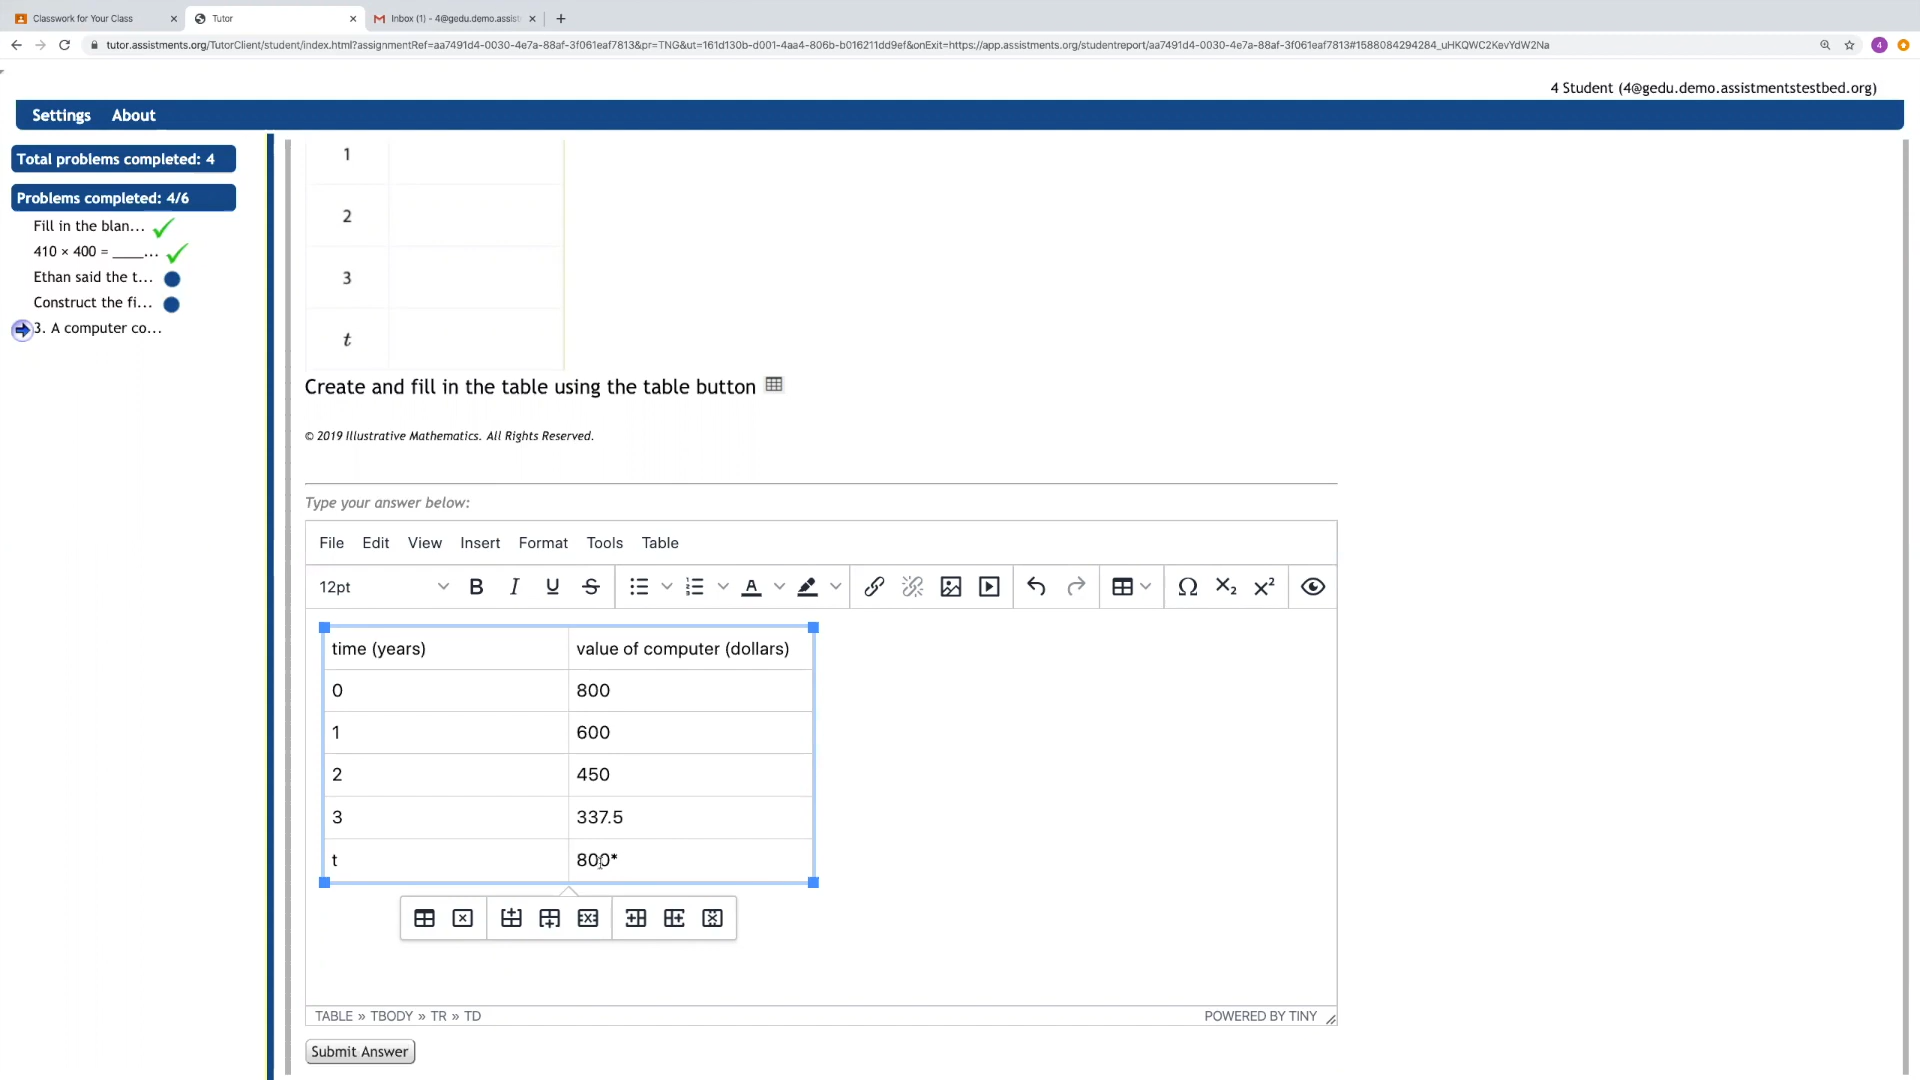 Classwork for Your Class
Tutor
Inbox (1) - 4@gedu.demo.assist
tutor.assistments.org/TutorClient/student/index.html?assignmentRef=aa7491d4-0030-4e7a-88af-3f061eaf7813&pr=TNG&ut=161d130b-d001-4aa4-806b-b016211dd9ef&onExit=https://app.assistments.org/studentreport/aa7491d4-0030-4e7a-88af-3f061eaf7813#1588084294284_uHKQWC2KevYdW2Na
4
4 Student (4@gedu.demo.assistmentstestbed.org)
Settings About
Total problems completed: 4
Problems completed: 4/6
Fill in the blan...
410 × 400 = ____...
Ethan said the t...
Construct the fi...
3. A computer co...
1
2
3
t
Create and fill in the table using the table button
© 2019 Illustrative Mathematics. All Rights Reserved.
Type your answer below:
File Edit View Insert Format Tools Table
12pt B I U S A Ω X₂ X²
time (years) value of computer (dollars)
0 800
1 600
2 450
3 337.5
t 800*
TABLE » TBODY » TR » TD POWERED BY TINY
Submit Answer